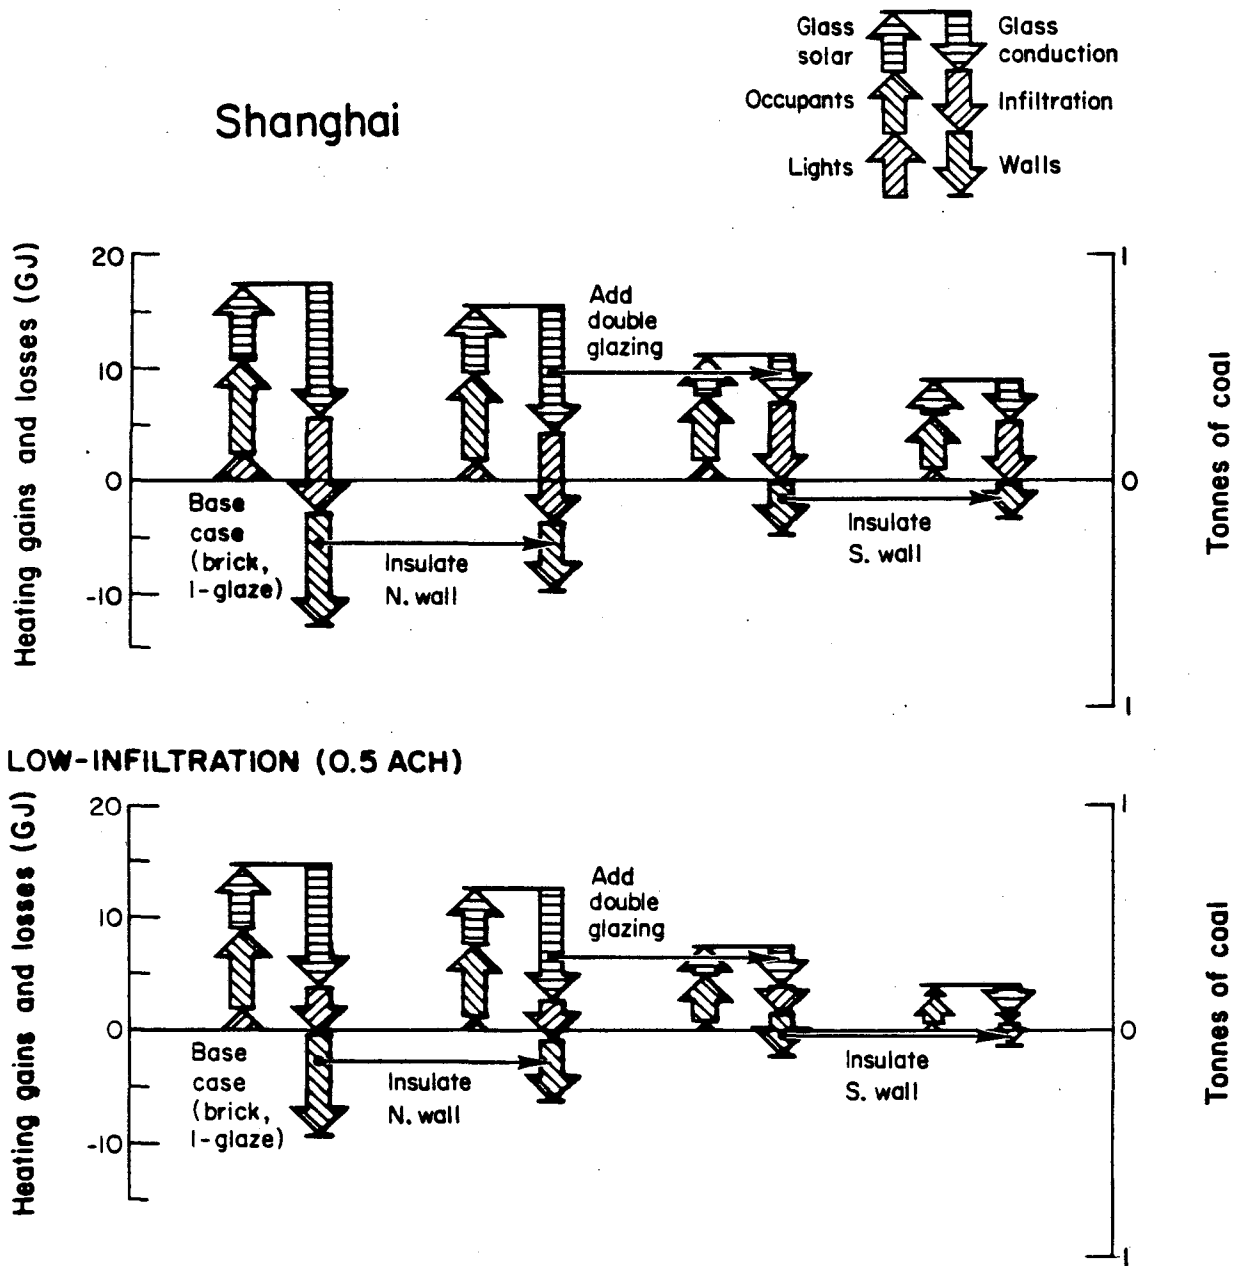 Glass
solar
Glass
conduction
Occupants
Infiltration
Lights
Walls
Shanghai
Heating gains and losses (GJ)
20
10
0
-10
Base
case
(brick,
1-glaze)
Insulate
N. wall
Add
double
glazing
Insulate
S. wall
1
0
1
Tonnes of coal
LOW-INFILTRATION (0.5 ACH)
Heating gains and losses (GJ)
20
10
0
-10
Base
case
(brick,
1-glaze)
Insulate
N. wall
Add
double
glazing
Insulate
S. wall
1
0
1
Tonnes of coal